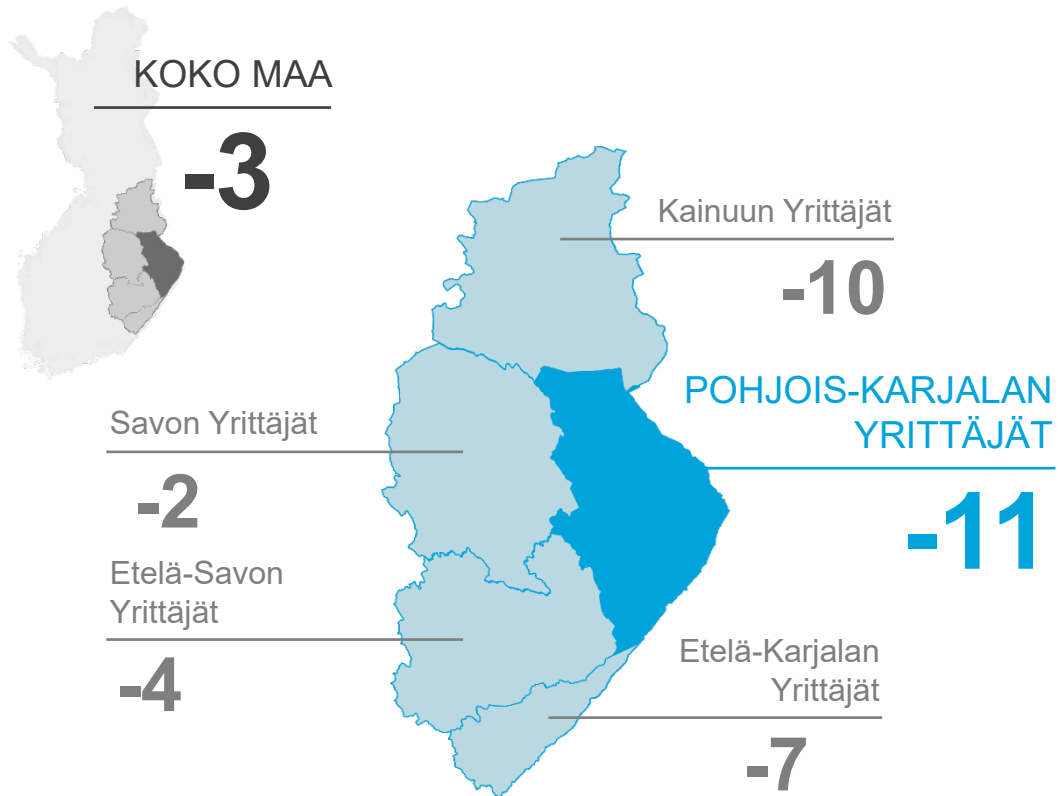 KOKO MAA
-3
Kainuun Yrittäjät
-10
POHJOIS-KARJALAN
YRITTÄJÄT
-11
Savon Yrittäjät
-2
Etelä-Savon
Yrittäjät
-4
Etelä-Karjalan
Yrittäjät
-7